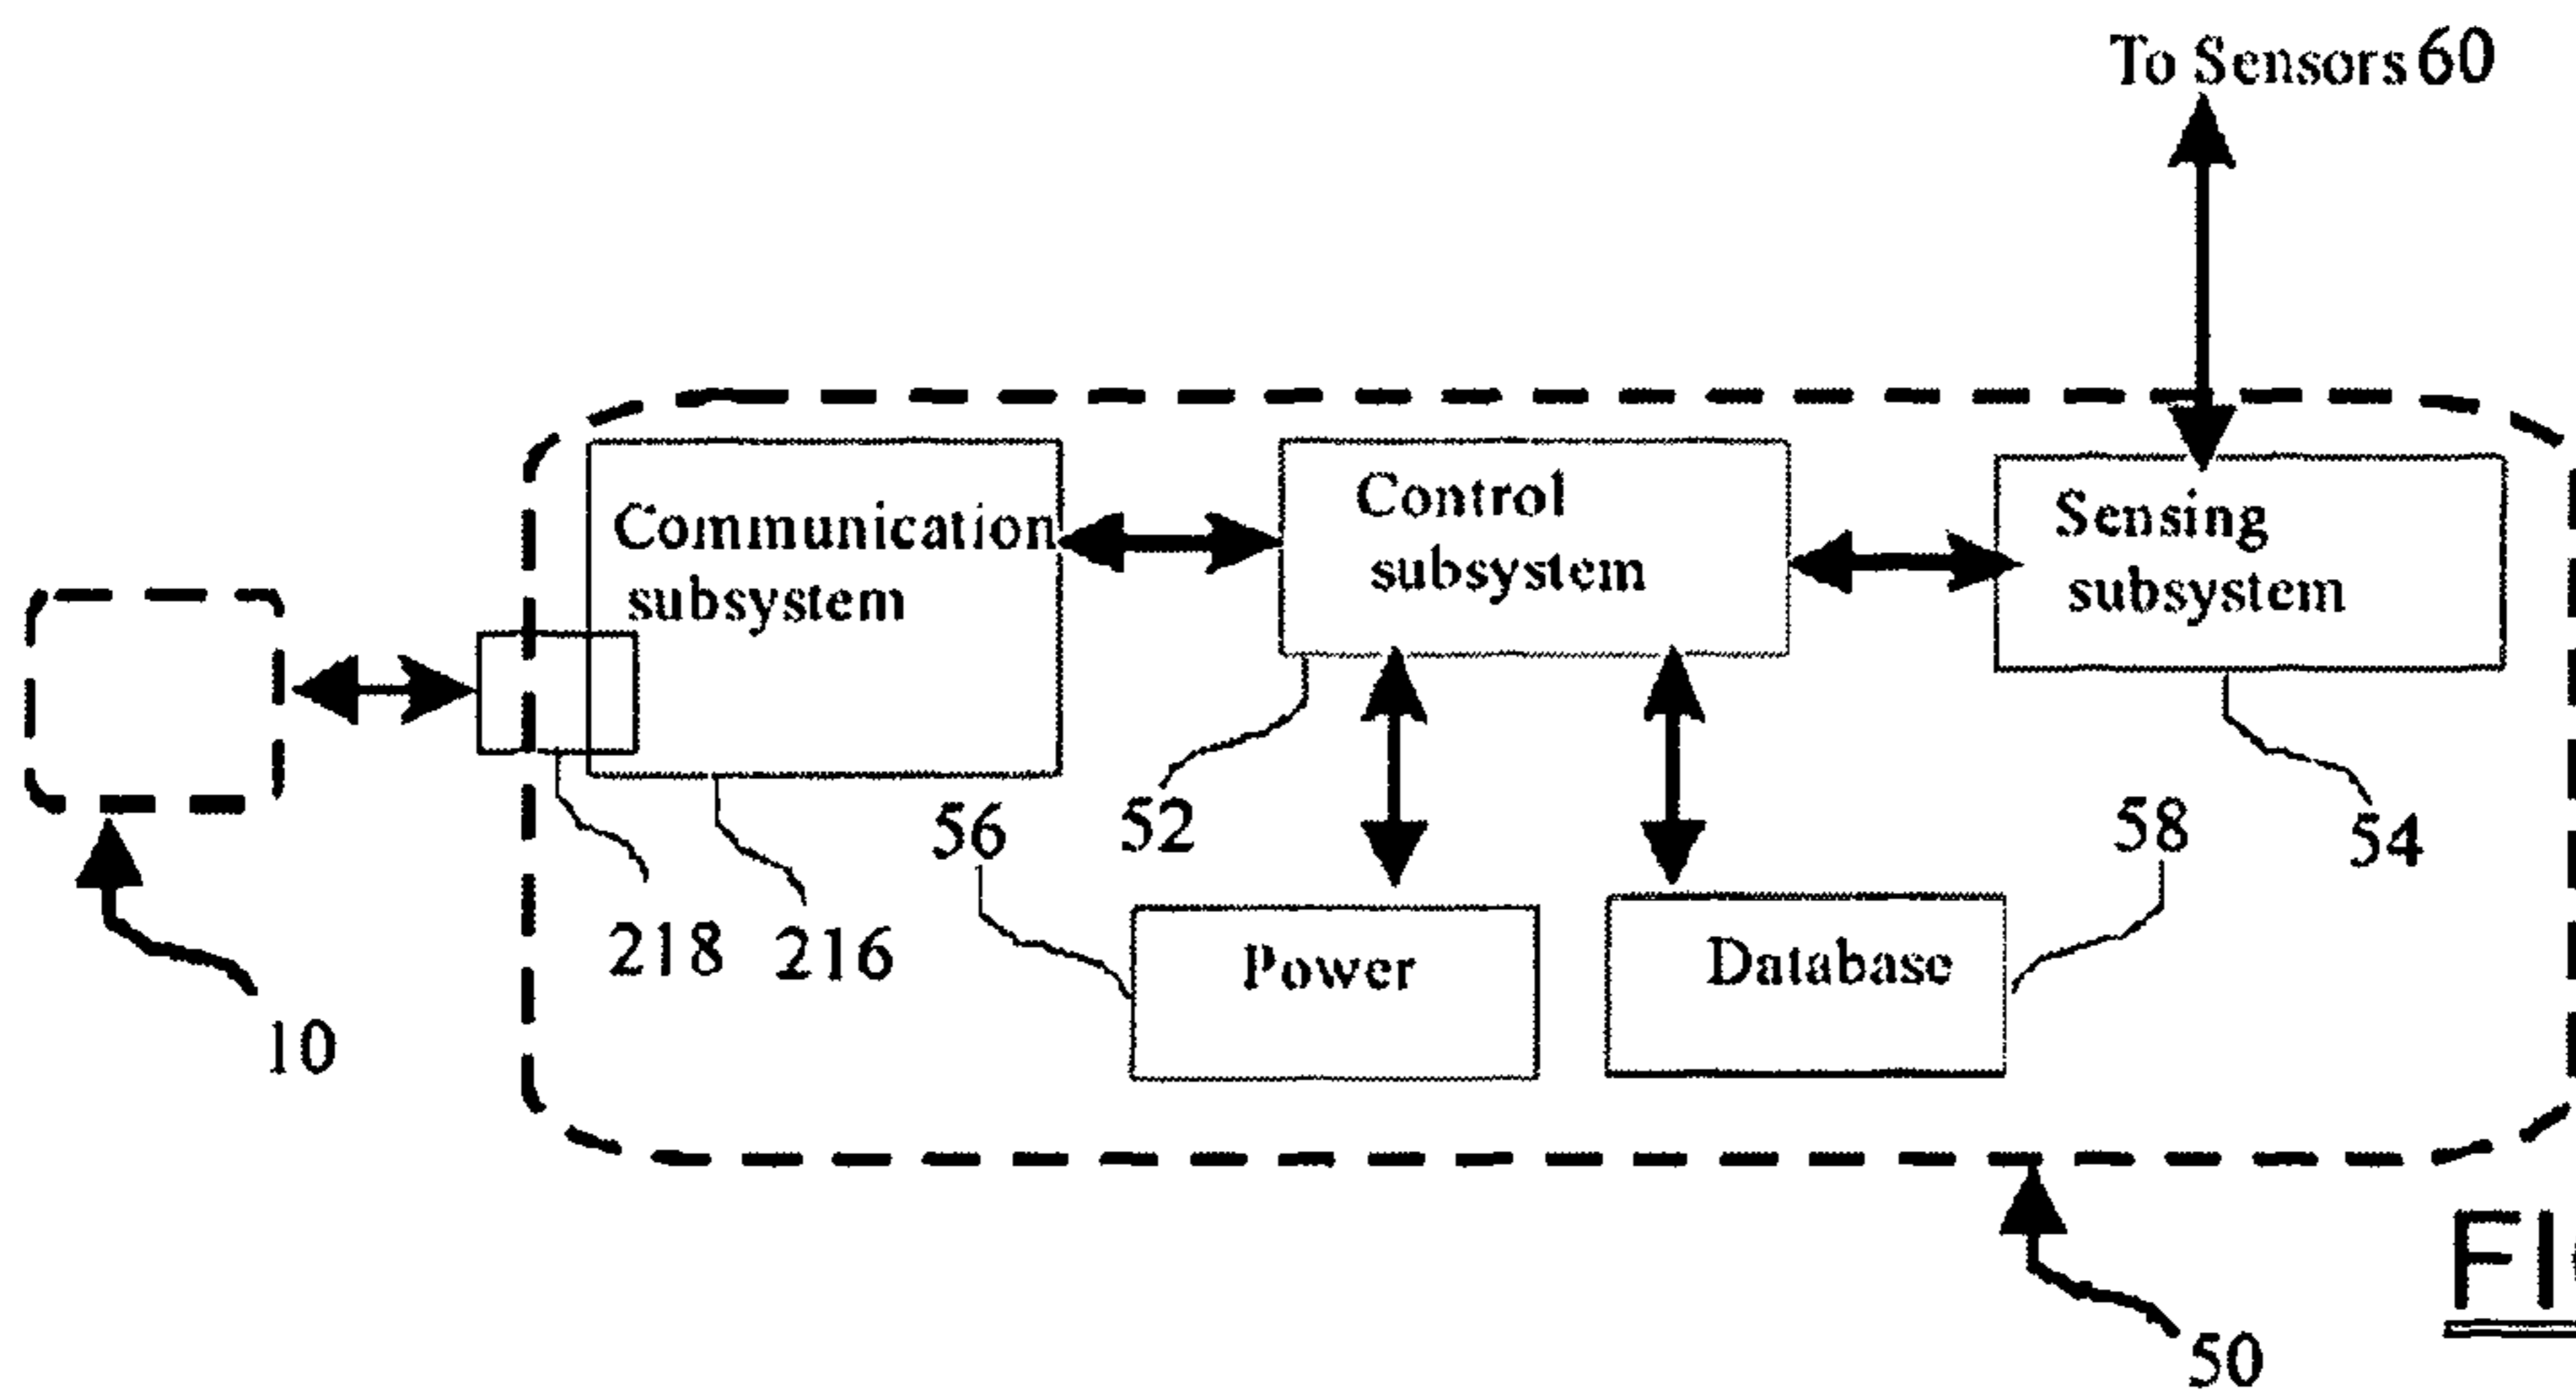 To Sensors 60
Communication
subsystem
Control
subsystem
Sensing
subsystem
56
52
58
54
218
216
Power
Database
10
50